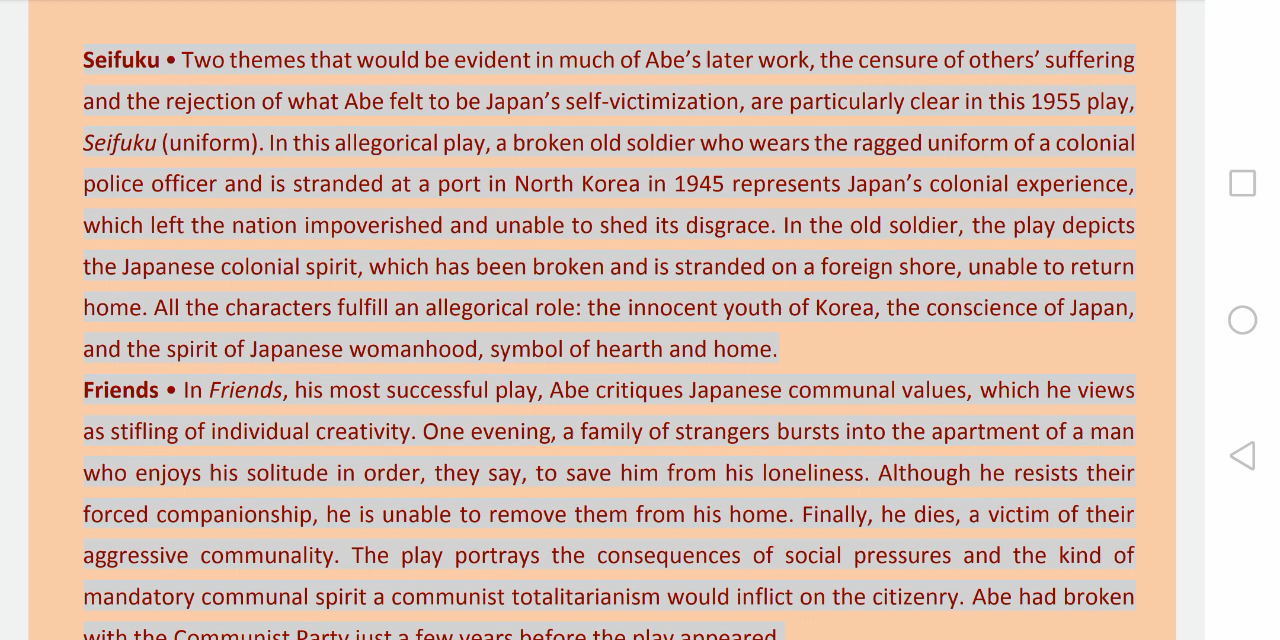 Seifuku • Two themes that would be evident in much of Abe’s later work, the censure of others’ suffering
and the rejection of what Abe felt to be Japan’s self-victimization, are particularly clear in this 1955 play,
Seifuku (uniform). In this allegorical play, a broken old soldier who wears the ragged uniform of a colonial
police officer and is stranded at a port in North Korea in 1945 represents Japan’s colonial experience,
which left the nation impoverished and unable to shed its disgrace. In the old soldier, the play depicts
the Japanese colonial spirit, which has been broken and is stranded on a foreign shore, unable to return
home. All the characters fulfill an allegorical role: the innocent youth of Korea, the conscience of Japan,
and the spirit of Japanese womanhood, symbol of hearth and home.
Friends • In Friends, his most successful play, Abe critiques Japanese communal values, which he views
as stifling of individual creativity. One evening, a family of strangers bursts into the apartment of a man
who enjoys his solitude in order, they say, to save him from his loneliness. Although he resists their
forced companionship, he is unable to remove them from his home. Finally, he dies, a victim of their
aggressive communality. The play portrays the consequences of social pressures and the kind of
mandatory communal spirit a communist totalitarianism would inflict on the citizenry. Abe had broken
with the Communist Party just a few years before the play appeared.